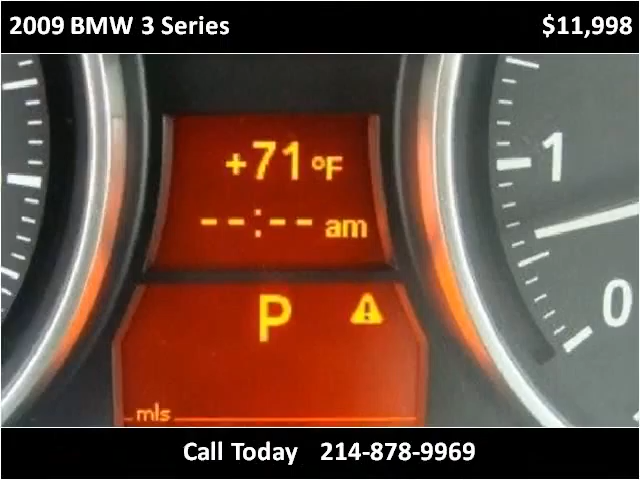 2009 BMW 3 Series $11,998
+71 °F
--:-- am
1
P
0
mls
Call Today 214-878-9969